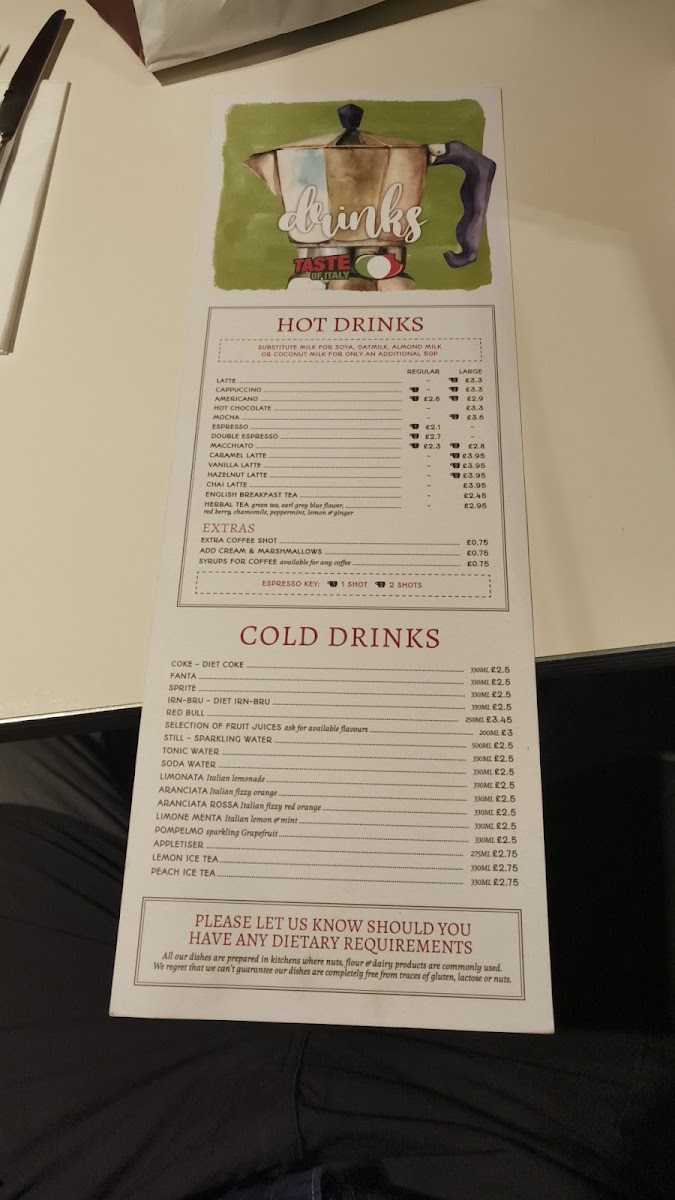 drinks
TASTE
OF ITALY
HOT DRINKS
SUBSTITUTE MILK FOR SOYA, OATMILK, ALMOND MILK
OR COCONUT MILK FOR ONLY AN ADDITIONAL 50P
REGULAR LARGE
LATTE - £3.3
CAPPUCCINO - £3.3
AMERICANO £2.6 £2.9
HOT CHOCOLATE - £3.3
MOCHA - £3.6
ESPRESSO £2.1 -
DOUBLE ESPRESSO £2.7 -
MACCHIATO £2.3 £2.8
CARAMEL LATTE - £3.95
VANILLA LATTE - £3.95
HAZELNUT LATTE - £3.95
CHAI LATTE - £3.95
ENGLISH BREAKFAST TEA - £2.45
HERBAL TEA green tea, earl grey blue flower, - £2.95
red berry, chamomile, peppermint, lemon & ginger
EXTRAS
EXTRA COFFEE SHOT £0.75
ADD CREAM & MARSHMALLOWS £0.75
SYRUPS FOR COFFEE available for any coffee £0.75
ESPRESSO KEY: 1 SHOT 2 SHOTS
COLD DRINKS
COKE - DIET COKE 330ML £2.5
FANTA 330ML £2.5
SPRITE 330ML £2.5
IRN-BRU - DIET IRN-BRU 330ML £2.5
RED BULL 250ML £3.45
SELECTION OF FRUIT JUICES ask for available flavours 200ML £3
STILL - SPARKLING WATER 500ML £2.5
TONIC WATER 330ML £2.5
SODA WATER 330ML £2.5
LIMONATA Italian lemonade 330ML £2.5
ARANCIATA Italian fizzy orange 330ML £2.5
ARANCIATA ROSSA Italian fizzy red orange 330ML £2.5
LIMONE MENTA Italian lemon & mint 330ML £2.5
POMPELMO sparkling Grapefruit 330ML £2.5
APPLETISER 275ML £2.75
LEMON ICE TEA 330ML £2.75
PEACH ICE TEA 330ML £2.75
PLEASE LET US KNOW SHOULD YOU
HAVE ANY DIETARY REQUIREMENTS
All our dishes are prepared in kitchens where nuts, flour & dairy products are commonly used.
We regret that we can't guarantee our dishes are completely free from traces of gluten, lactose or nuts.